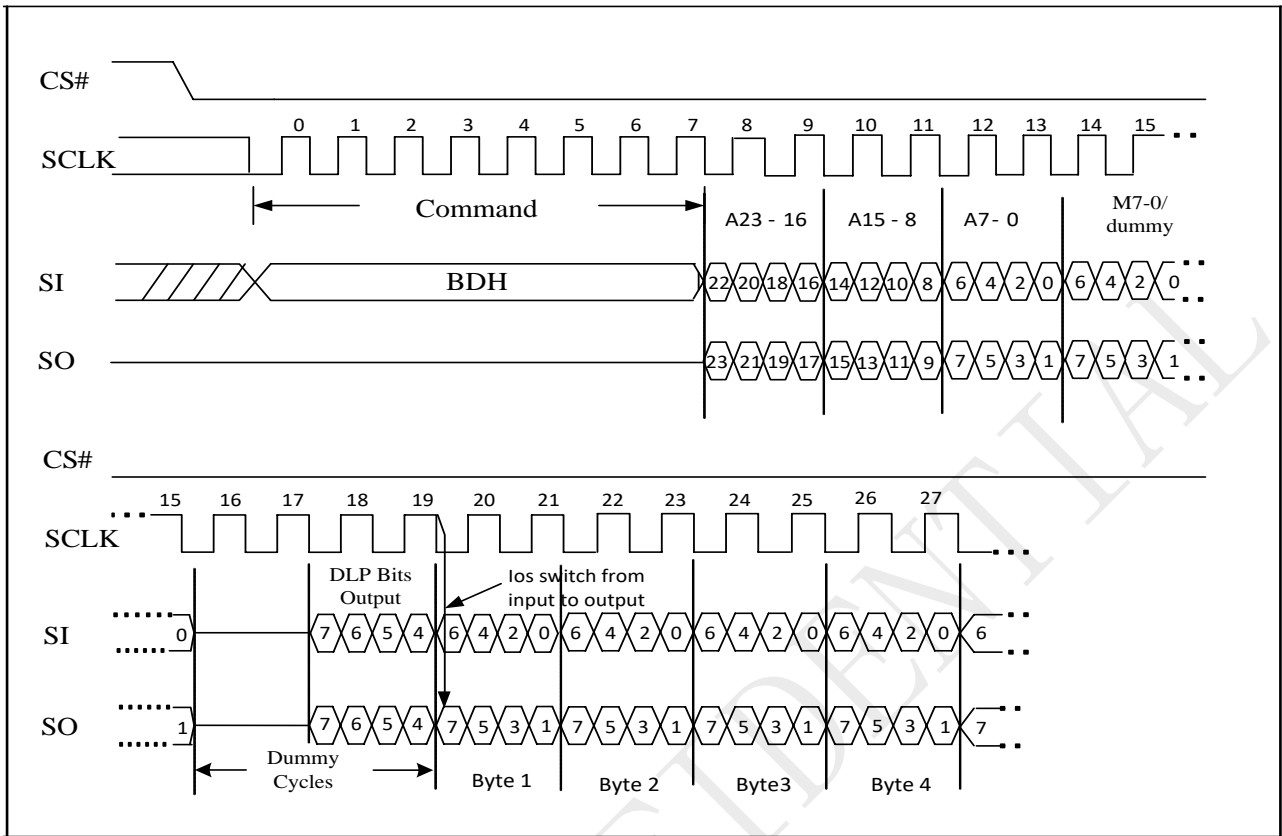 CS#
0 1 2 3 4 5 6 7 8 9 10 11 12 13 14 15
SCLK
Command
A23 - 16 A15 - 8 A7 - 0 M7-0/
dummy
SI BDH 22 20 18 16 14 12 10 8 6 4 2 0 6 4 2 0
SO 23 21 19 17 15 13 11 9 7 5 3 1 7 5 3 1
CS#
15 16 17 18 19 20 21 22 23 24 25 26 27
SCLK
DLP Bits
Output
Ios switch from
input to output
SI 0 7 6 5 4 6 4 2 0 6 4 2 0 6 4 2 0 6 4 2 0 6
SO 1 7 6 5 4 7 5 3 1 7 5 3 1 7 5 3 1 7 5 3 1 7
Dummy
Cycles
Byte 1 Byte 2 Byte3 Byte 4
IDENTIAL